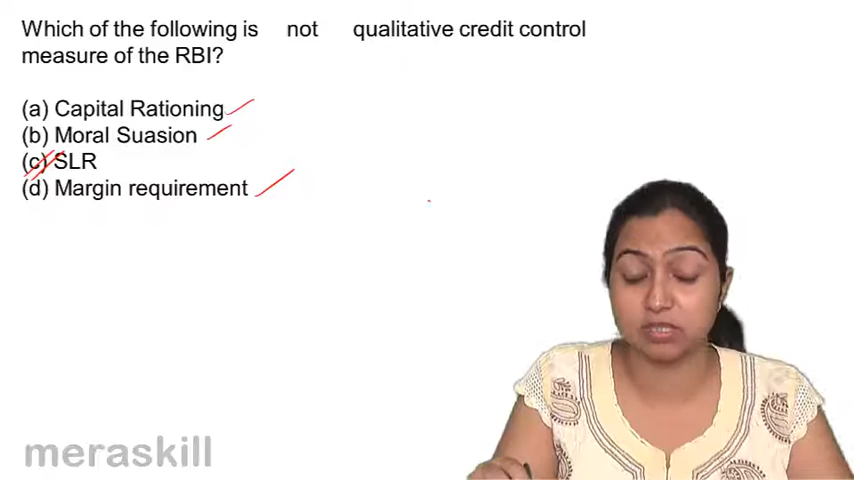 Which of the following is not qualitative credit control
measure of the RBI?
(a) Capital Rationing
(b) Moral Suasion
(c) SLR
(d) Margin requirement
meraskill